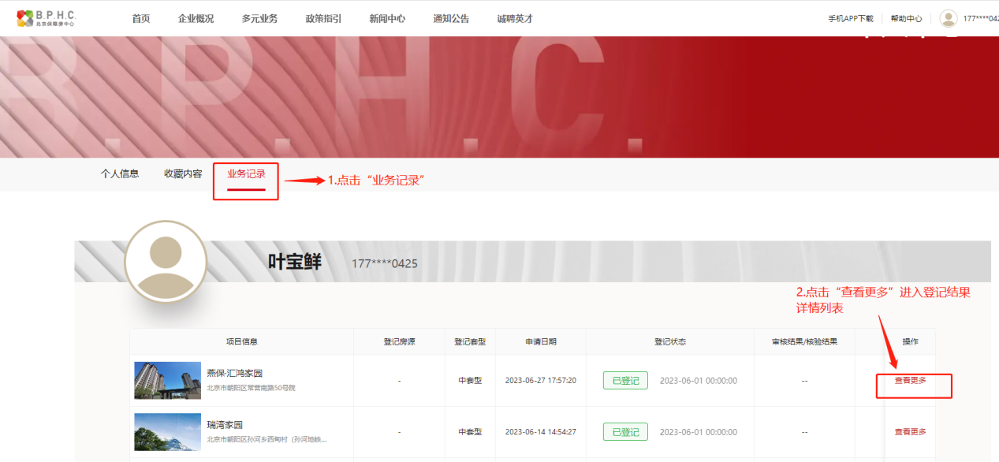 B.P.H.C.
北京保障房中心
首页
企业概况
多元业务
政策指引
新闻中心
通知公告
诚聘英才
手机APP下载
帮助中心
177****042
B.P.H.C.
个人信息
收藏内容
业务记录
1.点击“业务记录”
叶宝鲜
177****0425
2.点击“查看更多”进入登记结果
详情列表
项目信息
登记房源
登记套型
申请日期
登记状态
审核结果/核验结果
操作
燕保·汇鸿家园
北京市朝阳区常营南路50号院
-
中套型
2023-06-27 17:57:20
已登记
2023-06-01 00:00:00
--
查看更多
瑞湾家园
北京市朝阳区孙河乡西甸村（孙河地铁...
-
中套型
2023-06-14 14:54:27
已登记
2023-06-01 00:00:00
--
查看更多